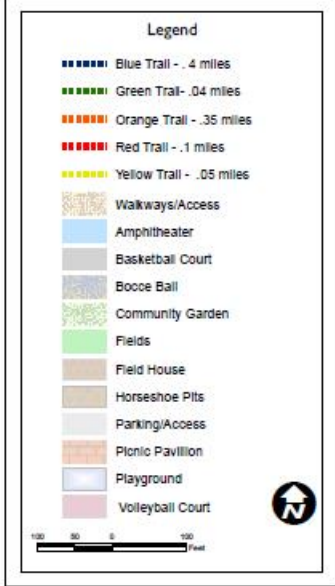 Legend
Blue Trail - . 4 miles
Green Trail- .04 miles
Orange Trail - .35 miles
Red Trail - .1 miles
Yellow Trail - .05 miles
Walkways/Access
Amphitheater
Basketball Court
Bocce Ball
Community Garden
Fields
Field House
Horseshoe Pits
Parking/Access
Picnic Pavilion
Playground
Volleyball Court
N
100 50 0 100
Feet